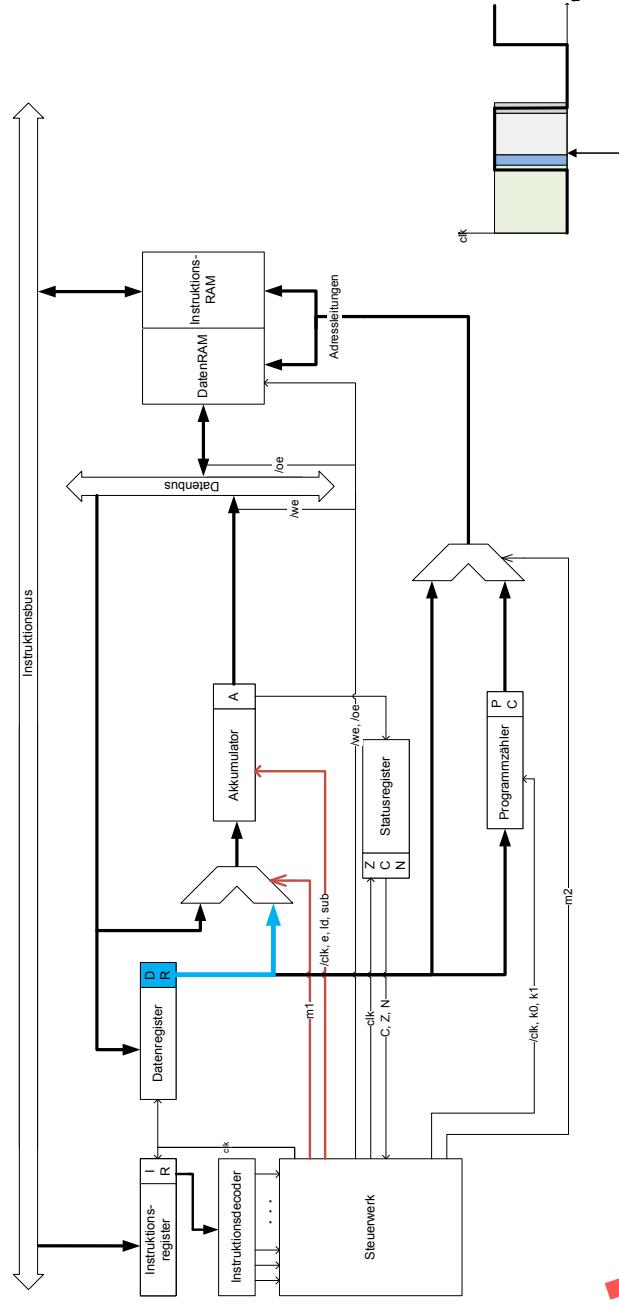 Instruktionsbus
Instruktions-
register
I
R
Datenregister
D
R
Instruktions-
RAM
DatenRAM
Instruktionsdecoder
. . .
clk
Akkumulator
A
Datenbus
/oe
/we
Adressleitungen
Steuerwerk
m1
/clk, e, ld, sub
/we, /oe
clk
C, Z, N
Z
C
N
Statusregister
/clk, k0, k1
Programmzähler
P
C
m2
clk